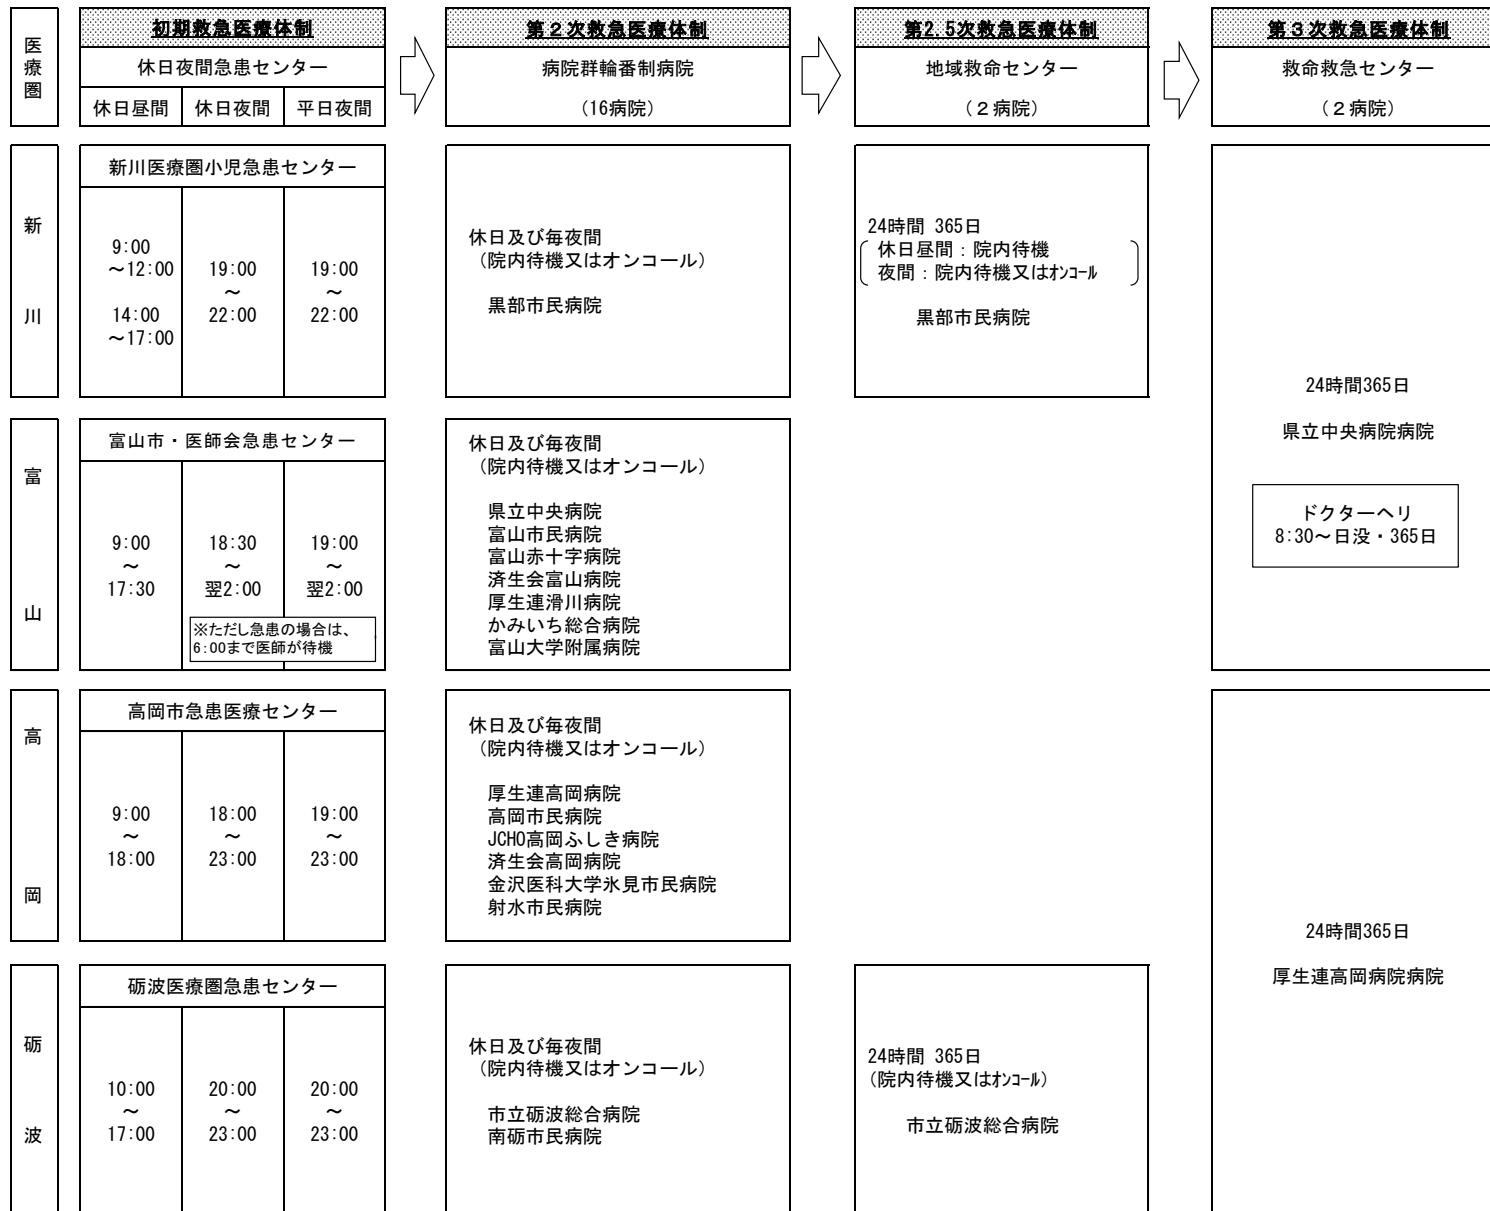 医療圏
初期救急医療体制
休日夜間急患センター
休日昼間 休日夜間 平日夜間
第2次救急医療体制
病院群輪番制病院
（16病院）
第2.5次救急医療体制
地域救命センター
（２病院）
第３次救急医療体制
救命救急センター
（２病院）
新川
新川医療圏小児急患センター
9:00
～12:00
14:00
～17:00
19:00
～
22:00
19:00
～
22:00
休日及び毎夜間
（院内待機又はオンコール）
黒部市民病院
24時間 365日
休日昼間：院内待機
夜間：院内待機又はｵﾝｺｰﾙ
黒部市民病院
24時間365日
県立中央病院病院
ドクターヘリ
8:30～日没・365日
富山
富山市・医師会急患センター
9:00
～
17:30
18:30
～
翌2:00
19:00
～
翌2:00
※ただし急患の場合は、
6:00まで医師が待機
休日及び毎夜間
（院内待機又はオンコール）
県立中央病院
富山市民病院
富山赤十字病院
済生会富山病院
厚生連滑川病院
かみいち総合病院
富山大学附属病院
高岡
高岡市急患医療センター
9:00
～
18:00
18:00
～
23:00
19:00
～
23:00
休日及び毎夜間
（院内待機又はオンコール）
厚生連高岡病院
高岡市民病院
JCHO高岡ふしき病院
済生会高岡病院
金沢医科大学氷見市民病院
射水市民病院
24時間365日
厚生連高岡病院病院
砺波
砺波医療圏急患センター
10:00
～
17:00
20:00
～
23:00
20:00
～
23:00
休日及び毎夜間
（院内待機又はオンコール）
市立砺波総合病院
南砺市民病院
24時間 365日
（院内待機又はｵﾝｺｰﾙ）
市立砺波総合病院